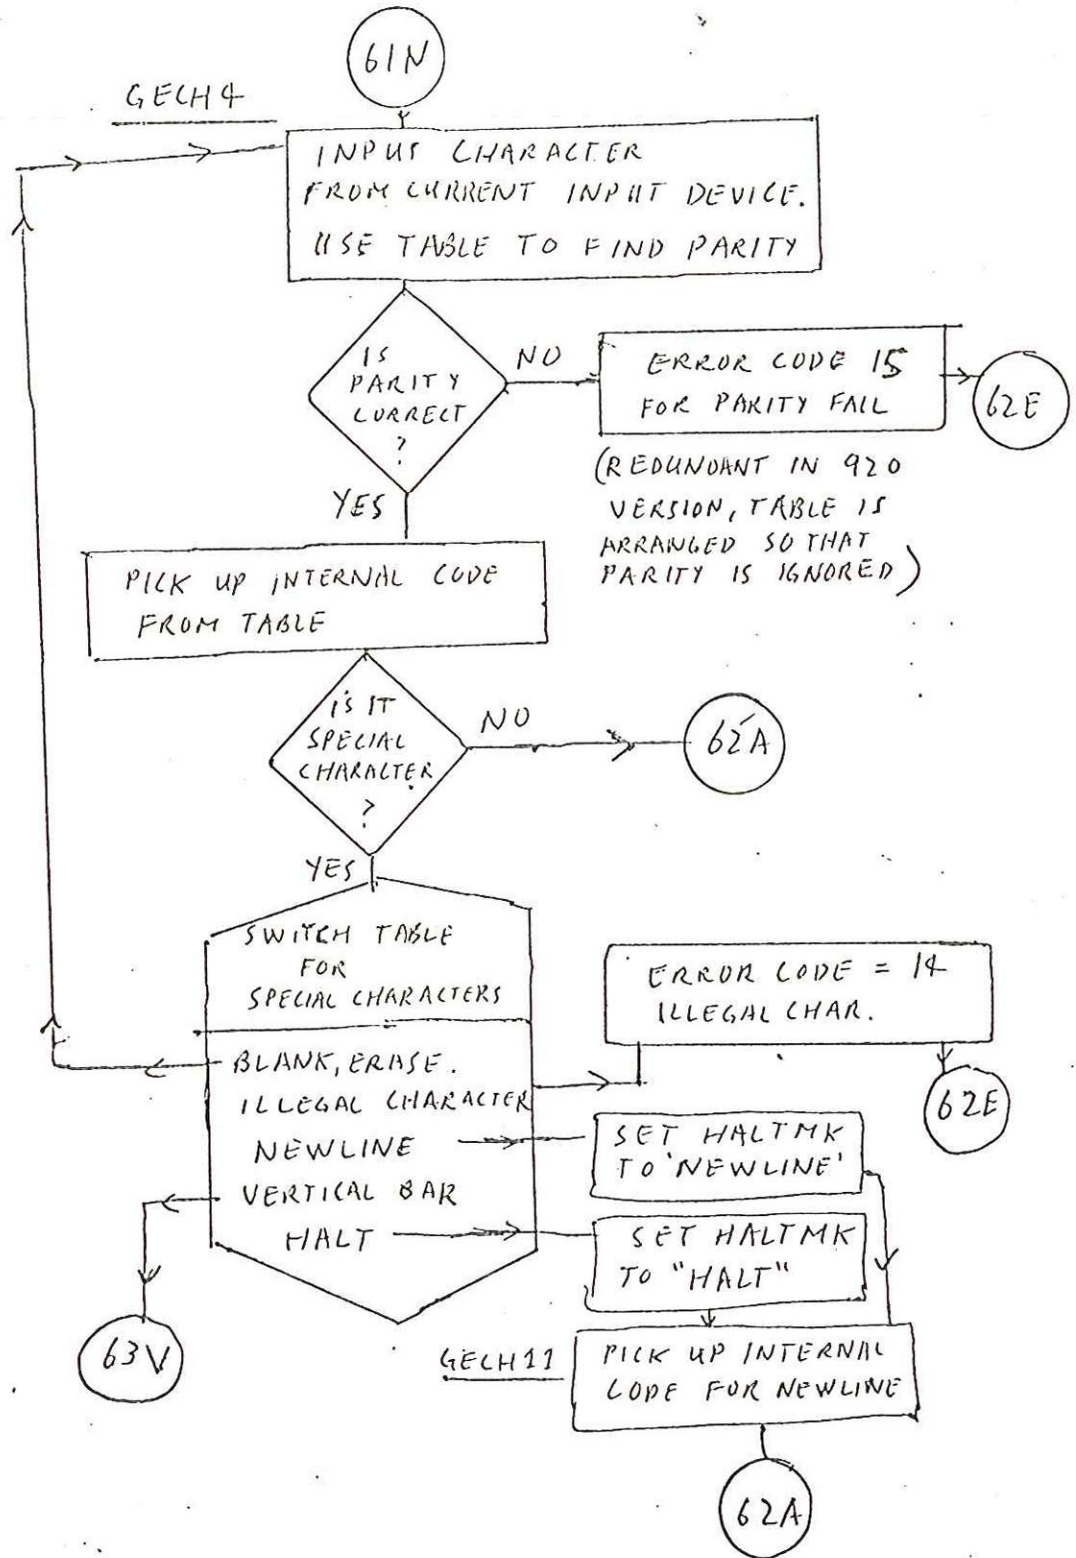 61N
GECH4
INPUT CHARACTER
FROM CURRENT INPUT DEVICE.
USE TABLE TO FIND PARITY
IS
PARITY
CORRECT
?
NO
ERROR CODE 15
FOR PARITY FAIL
62E
(REDUNDANT IN 920
VERSION, TABLE IS
ARRANGED SO THAT
PARITY IS IGNORED)
YES
PICK UP INTERNAL CODE
FROM TABLE
IS IT
SPECIAL
CHARACTER
?
NO
62A
YES
SWITCH TABLE
FOR
SPECIAL CHARACTERS
BLANK, ERASE.
ILLEGAL CHARACTER
NEWLINE
VERTICAL BAR
HALT
ERROR CODE = 14
ILLEGAL CHAR.
62E
SET HALTMK
TO 'NEWLINE'
SET HALTMK
TO "HALT"
63V
GECH11
PICK UP INTERNAL
CODE FOR NEWLINE
62A